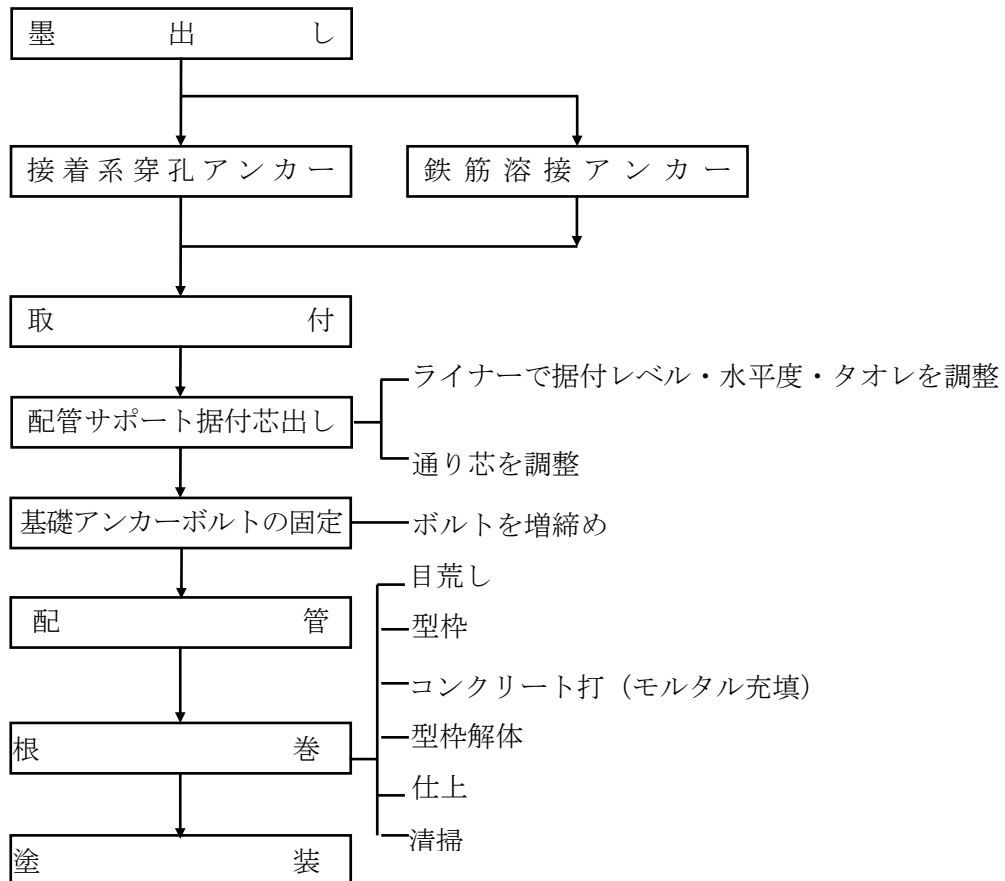 墨出し
接着系穿孔アンカー
鉄筋溶接アンカー
取付
ライナーで据付レベル・水平度・タオレを調整
配管サポート据付芯出し
通り芯を調整
基礎アンカーボルトの固定
ボルトを増締め
配管
根巻
目荒し
型枠
コンクリート打（モルタル充填）
型枠解体
仕上
清掃
塗装